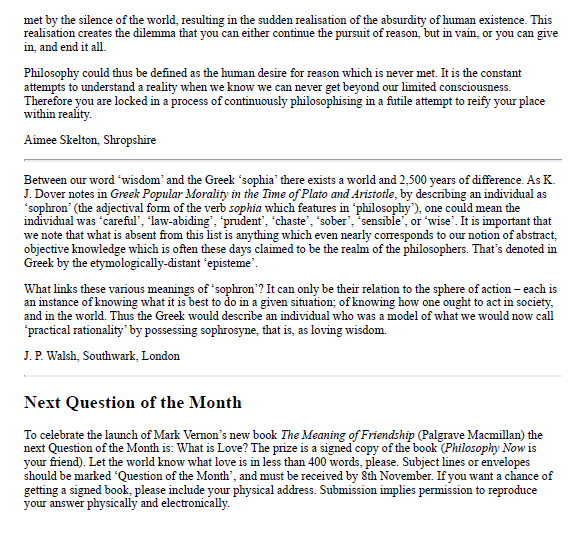 met by the silence of the world, resulting in the sudden realisation of the absurdity of human existence. This
realisation creates the dilemma that you can either continue the pursuit of reason, but in vain, or you can give
in, and end it all.
Philosophy could thus be defined as the human desire for reason which is never met. It is the constant
attempts to understand a reality when we know we can never get beyond our limited consciousness.
Therefore you are locked in a process of continuously philosophising in a futile attempt to reify your place
within reality.
Aimee Skelton, Shropshire
Between our word ‘wisdom’ and the Greek ‘sophia’ there exists a world and 2,500 years of difference. As K.
J. Dover notes in Greek Popular Morality in the Time of Plato and Aristotle, by describing an individual as
‘sophron’ (the adjectival form of the verb sophia which features in ‘philosophy’), one could mean the
individual was ‘careful’, ‘law-abiding’, ‘prudent’, ‘chaste’, ‘sober’, ‘sensible’, or ‘wise’. It is important that
we note that what is absent from this list is anything which even nearly corresponds to our notion of abstract,
objective knowledge which is often these days claimed to be the realm of the philosophers. That’s denoted in
Greek by the etymologically-distant ‘episteme’.
What links these various meanings of ‘sophron’? It can only be their relation to the sphere of action – each is
an instance of knowing what it is best to do in a given situation; of knowing how one ought to act in society,
and in the world. Thus the Greek would describe an individual who was a model of what we would now call
‘practical rationality’ by possessing sophrosyne, that is, as loving wisdom.
J. P. Walsh, Southwark, London
Next Question of the Month
To celebrate the launch of Mark Vernon’s new book The Meaning of Friendship (Palgrave Macmillan) the
next Question of the Month is: What is Love? The prize is a signed copy of the book (Philosophy Now is
your friend). Let the world know what love is in less than 400 words, please. Subject lines or envelopes
should be marked ‘Question of the Month’, and must be received by 8th November. If you want a chance of
getting a signed book, please include your physical address. Submission implies permission to reproduce
your answer physically and electronically.